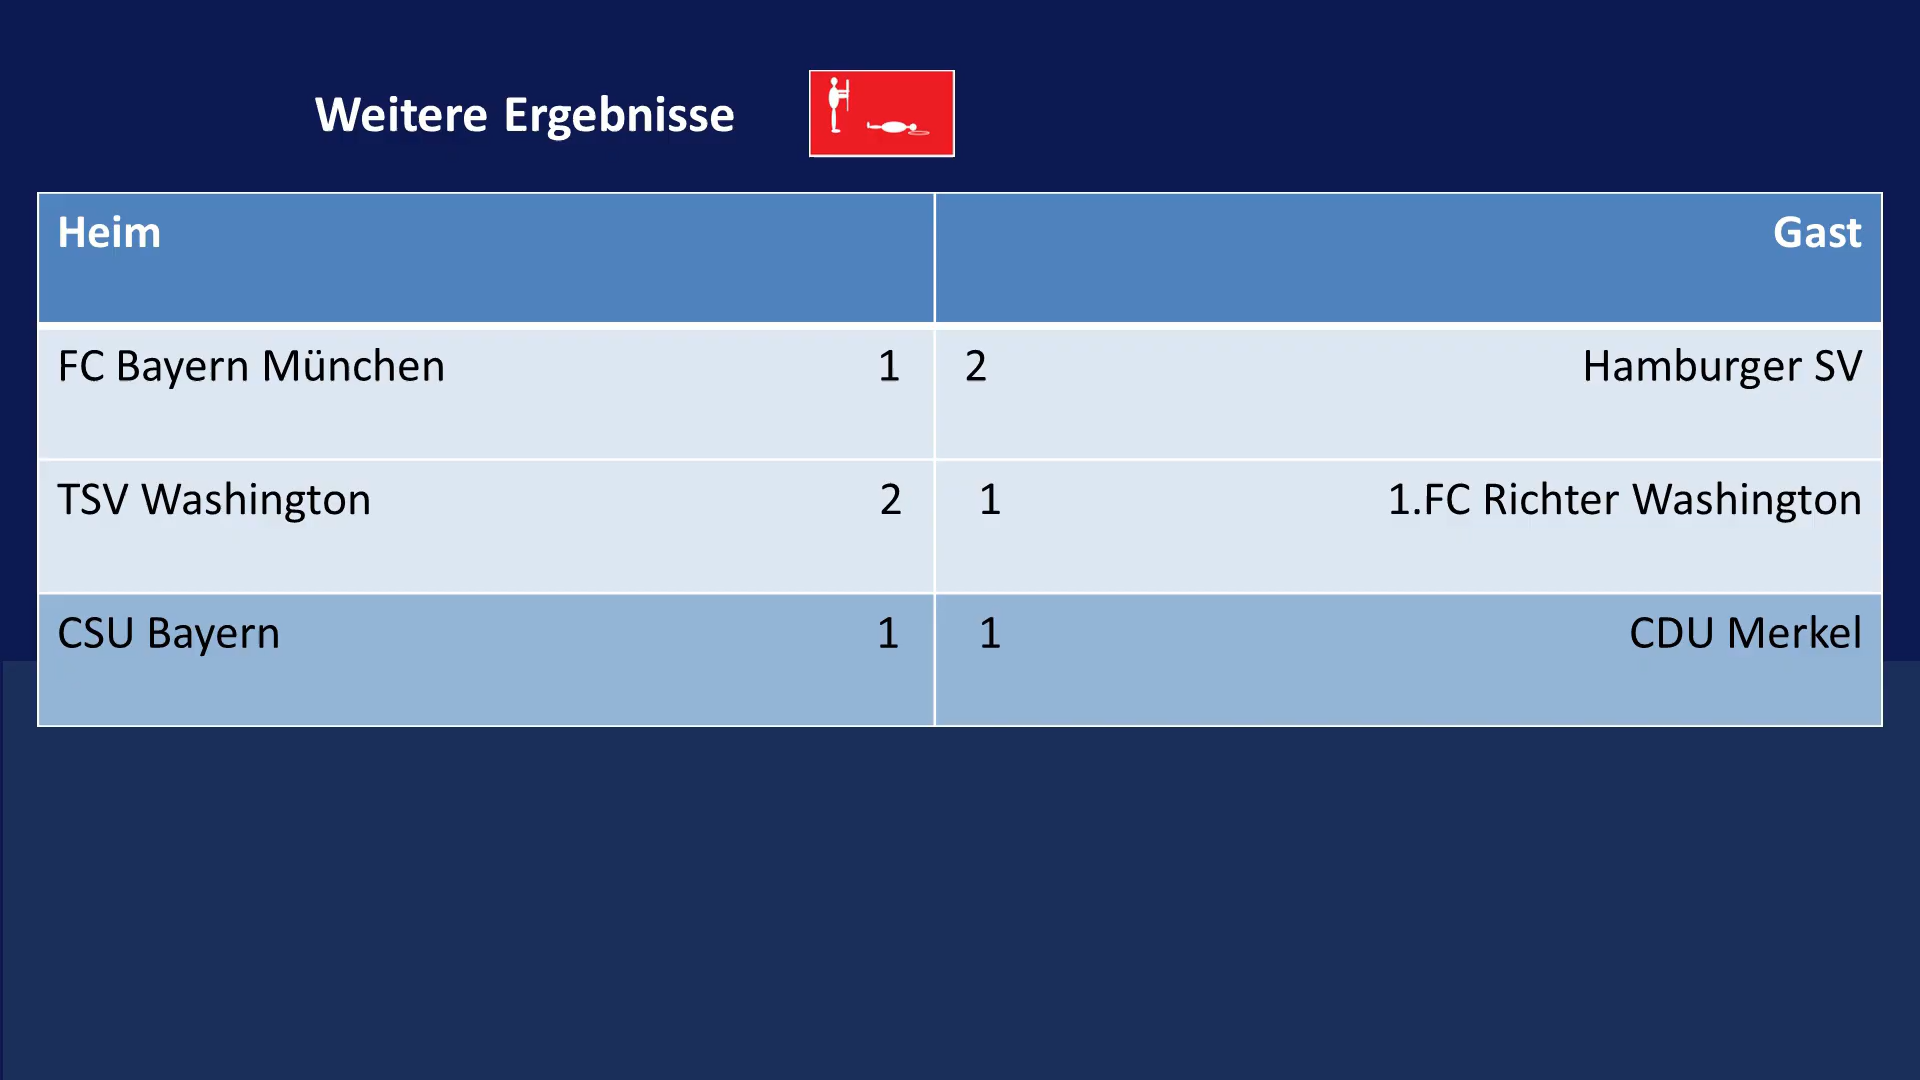 Weitere Ergebnisse
Heim Gast
FC Bayern München 1 2 Hamburger SV
TSV Washington 2 1 1.FC Richter Washington
CSU Bayern 1 1 CDU Merkel